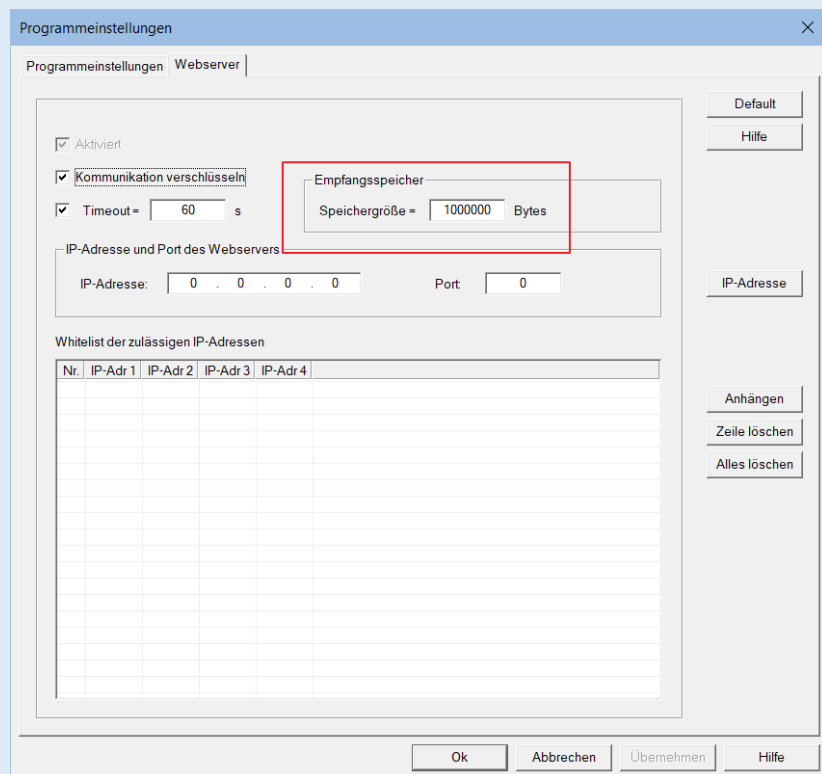 Programmeinstellungen
Programmeinstellungen Webserver
Default
Hilfe
Aktiviert
Kommunikation verschlüsseln
Timeout = 60 s
Empfangsspeicher
Speichergröße = 1000000 Bytes
IP-Adresse und Port des Webservers
IP-Adresse: 0 . 0 . 0 . 0 Port: 0
IP-Adresse
Whitelist der zulässigen IP-Adressen
Nr. IP-Adr 1 IP-Adr 2 IP-Adr 3 IP-Adr 4
Anhängen
Zeile löschen
Alles löschen
Ok Abbrechen Übernehmen Hilfe